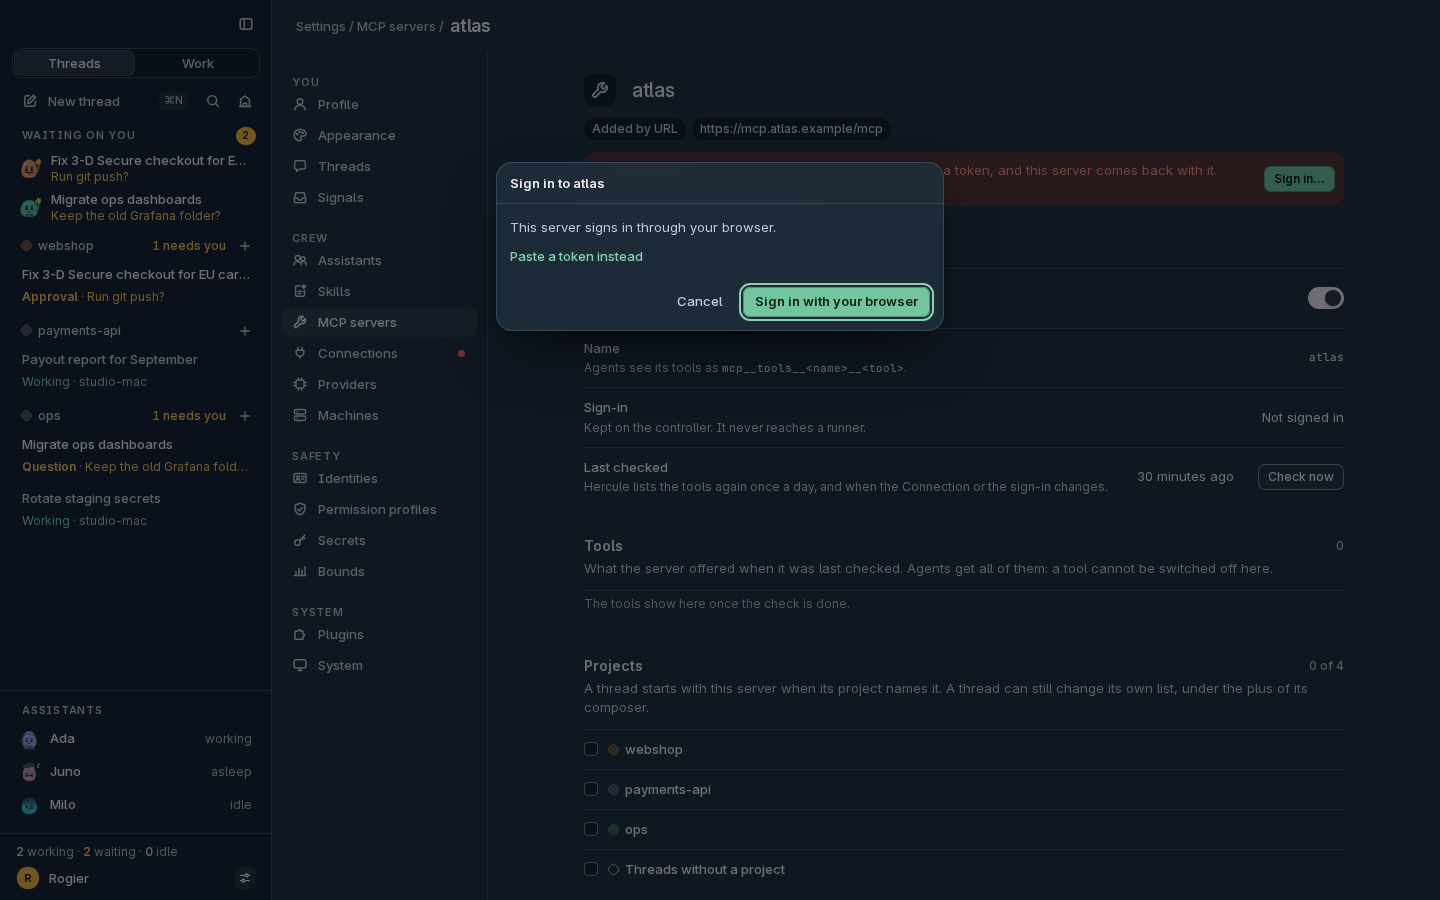 Threads
Work
New thread
⌘N
WAITING ON YOU
2
Fix 3-D Secure checkout for E…
Run git push?
Migrate ops dashboards
Keep the old Grafana folder?
webshop
1 needs you
Fix 3-D Secure checkout for EU car…
Approval · Run git push?
payments-api
Payout report for September
Working · studio-mac
ops
1 needs you
Migrate ops dashboards
Question · Keep the old Grafana fold…
Rotate staging secrets
Working · studio-mac
ASSISTANTS
Ada
working
Juno
asleep
Milo
idle
2 working · 2 waiting · 0 idle
R
Rogier
Settings / MCP servers / atlas
YOU
Profile
Appearance
Threads
Signals
CREW
Assistants
Skills
MCP servers
Connections
Providers
Machines
SAFETY
Identities
Permission profiles
Secrets
Bounds
SYSTEM
Plugins
System
atlas
Added by URL
https://mcp.atlas.example/mcp
a token, and this server comes back with it.
Sign in…
Sign in to atlas
This server signs in through your browser.
Paste a token instead
Cancel
Sign in with your browser
Name
Agents see its tools as mcp__tools__<name>__<tool>.
atlas
Sign-in
Kept on the controller. It never reaches a runner.
Not signed in
Last checked
Hercule lists the tools again once a day, and when the Connection or the sign-in changes.
30 minutes ago
Check now
Tools
0
What the server offered when it was last checked. Agents get all of them: a tool cannot be switched off here.
The tools show here once the check is done.
Projects
0 of 4
A thread starts with this server when its project names it. A thread can still change its own list, under the plus of its
composer.
webshop
payments-api
ops
Threads without a project